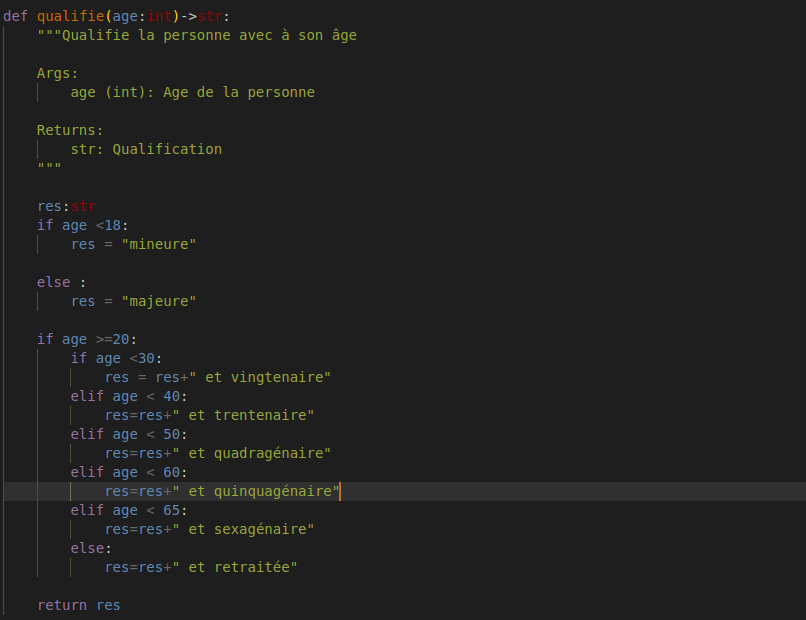 def qualifie(age:int)->str:
    """Qualifie la personne avec à son âge

    Args:
        age (int): Age de la personne

    Returns:
        str: Qualification
    """

    res:str
    if age <18:
        res = "mineure"

    else :
        res = "majeure"

    if age >=20:
        if age <30:
            res = res+" et vingtenaire"
        elif age < 40:
            res=res+" et trentenaire"
        elif age < 50:
            res=res+" et quadragénaire"
        elif age < 60:
            res=res+" et quinquagénaire"
        elif age < 65:
            res=res+" et sexagénaire"
        else:
            res=res+" et retraitée"

    return res